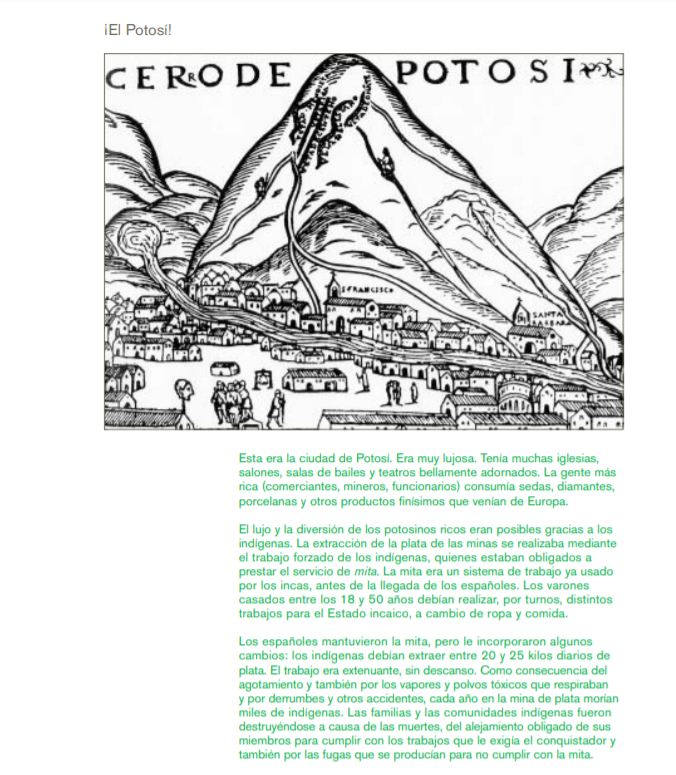 ¡El Potosí!
CERRO DE POTOSI
S FRANCISCO
SANTA
BARBARA
Esta era la ciudad de Potosí. Era muy lujosa. Tenía muchas iglesias,
salones, salas de bailes y teatros bellamente adornados. La gente más
rica (comerciantes, mineros, funcionarios) consumía sedas, diamantes,
porcelanas y otros productos finísimos que venían de Europa.
El lujo y la diversión de los potosinos ricos eran posibles gracias a los
indígenas. La extracción de la plata de las minas se realizaba mediante
el trabajo forzado de los indígenas, quienes estaban obligados a
prestar el servicio de mita. La mita era un sistema de trabajo ya usado
por los incas, antes de la llegada de los españoles. Los varones
casados entre los 18 y 50 años debían realizar, por turnos, distintos
trabajos para el Estado incaico, a cambio de ropa y comida.
Los españoles mantuvieron la mita, pero le incorporaron algunos
cambios: los indígenas debían extraer entre 20 y 25 kilos diarios de
plata. El trabajo era extenuante, sin descanso. Como consecuencia del
agotamiento y también por los vapores y polvos tóxicos que respiraban
y por derrumbes y otros accidentes, cada año en la mina de plata morían
miles de indígenas. Las familias y las comunidades indígenas fueron
destruyéndose a causa de las muertes, del alejamiento obligado de sus
miembros para cumplir con los trabajos que le exigía el conquistador y
también por las fugas que se producían para no cumplir con la mita.